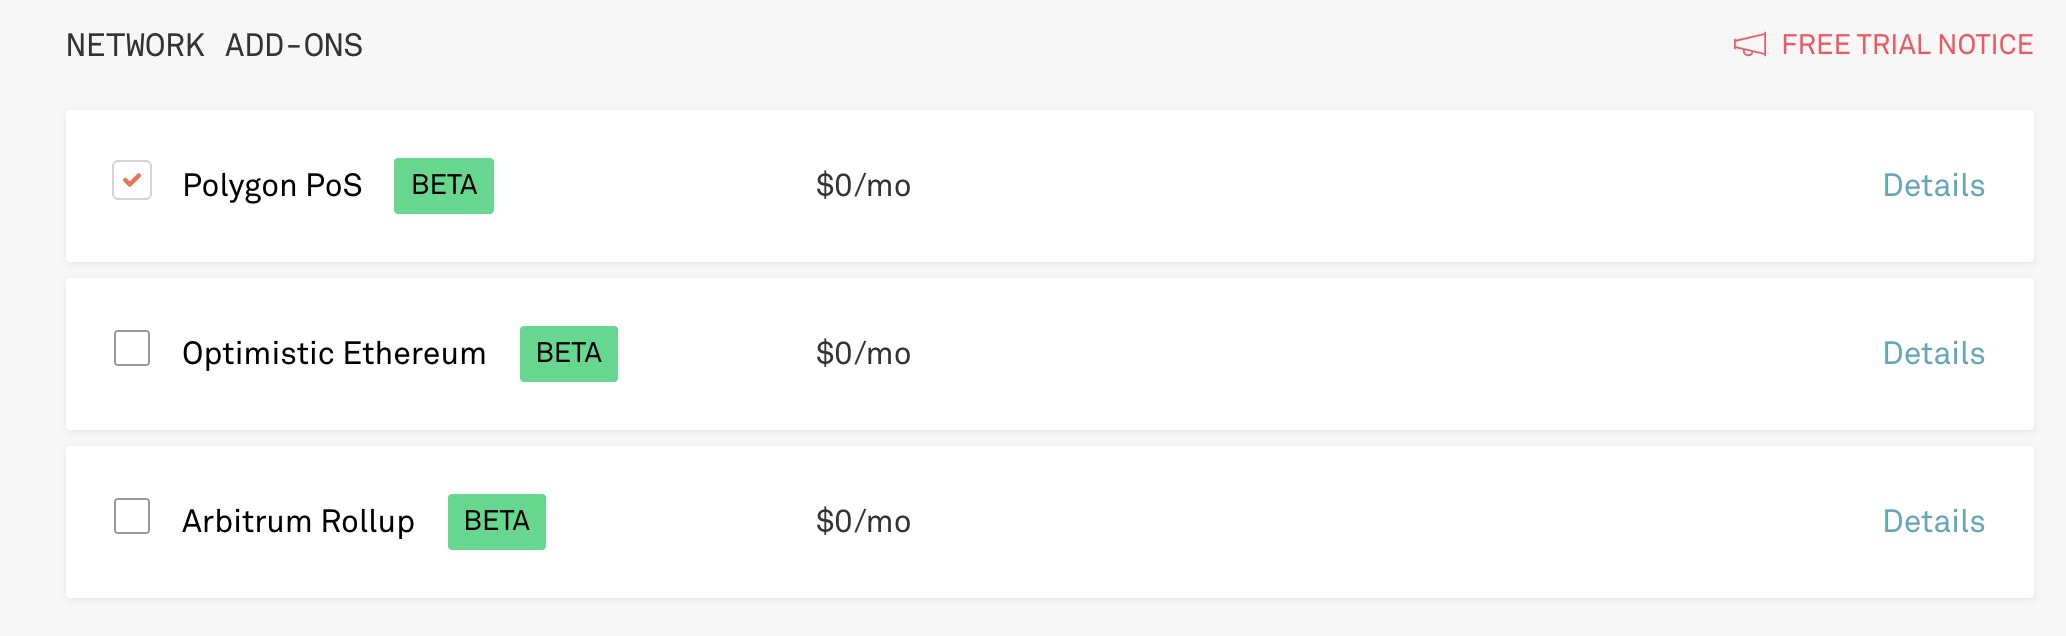 NETWORK ADD-ONS
FREE TRIAL NOTICE
Polygon PoS BETA $0/mo Details
Optimistic Ethereum BETA $0/mo Details
Arbitrum Rollup BETA $0/mo Details